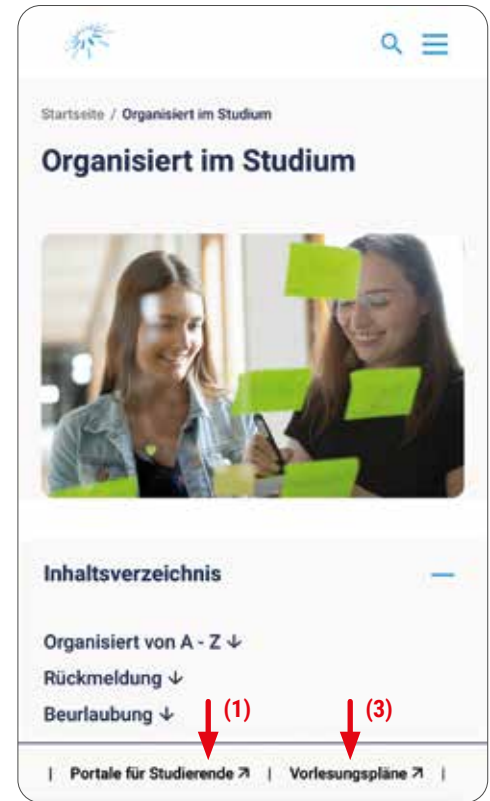 Startseite / Organisiert im Studium
Organisiert im Studium
Inhaltsverzeichnis
Organisiert von A - Z ↓
Rückmeldung ↓
Beurlaubung ↓
(1) (3)
| Portale für Studierende ↗ | Vorlesungspläne ↗ |